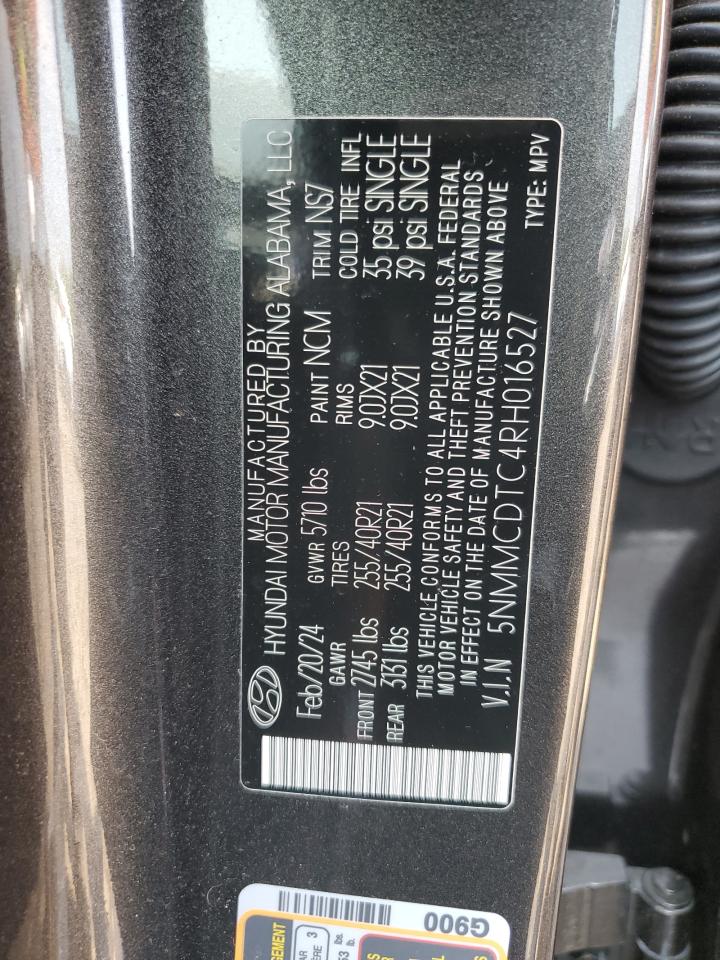 MANUFACTURED BY
HYUNDAI MOTOR MANUFACTURING ALABAMA, LLC
Feb/20/24 GVWR 5710 lbs PAINT NCM TRIM NS7
GAWR TIRES RIMS COLD TIRE INFL
FRONT 2745 lbs 255/40R21 9.0JX21 35 psi SINGLE
REAR 3131 lbs 255/40R21 9.0JX21 39 psi SINGLE
THIS VEHICLE CONFORMS TO ALL APPLICABLE U.S.A. FEDERAL
MOTOR VEHICLE SAFETY AND THEFT PREVENTION STANDARDS
IN EFFECT ON THE DATE OF MANUFACTURE SHOWN ABOVE
V.I.N 5NMMCDTC4RH016527 TYPE: MPV
G900